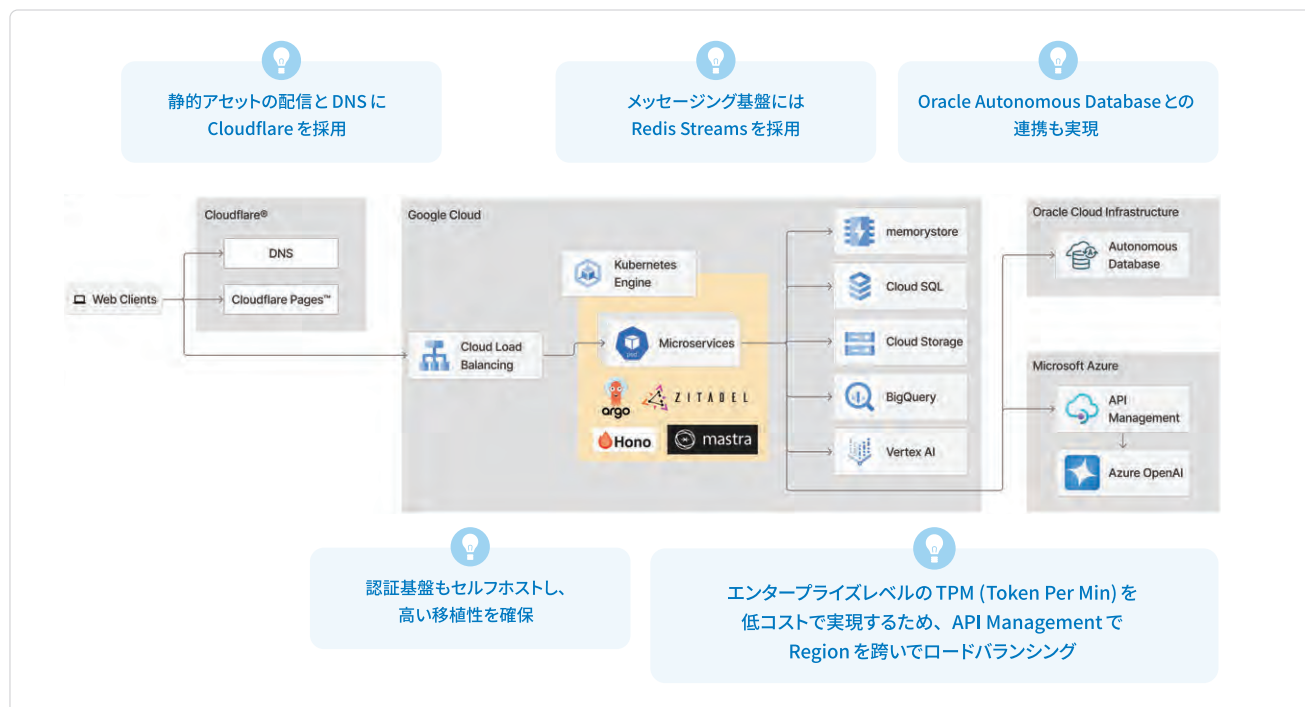 静的アセットの配信と DNS に
Cloudflare を採用
メッセージング基盤には
Redis Streams を採用
Oracle Autonomous Database との
連携も実現
Cloudflare®
DNS
Cloudflare Pages™
Web Clients
Google Cloud
Kubernetes
Engine
Cloud Load
Balancing
Microservices
pod
argo
ZITADEL
Hono
mastra
memorystore
Cloud SQL
Cloud Storage
BigQuery
Vertex AI
Oracle Cloud Infrastructure
Autonomous
Database
Microsoft Azure
API
Management
Azure OpenAI
認証基盤もセルフホストし、
高い移植性を確保
エンタープライズレベルの TPM (Token Per Min) を
低コストで実現するため、API Management で
Region を跨いでロードバランシング